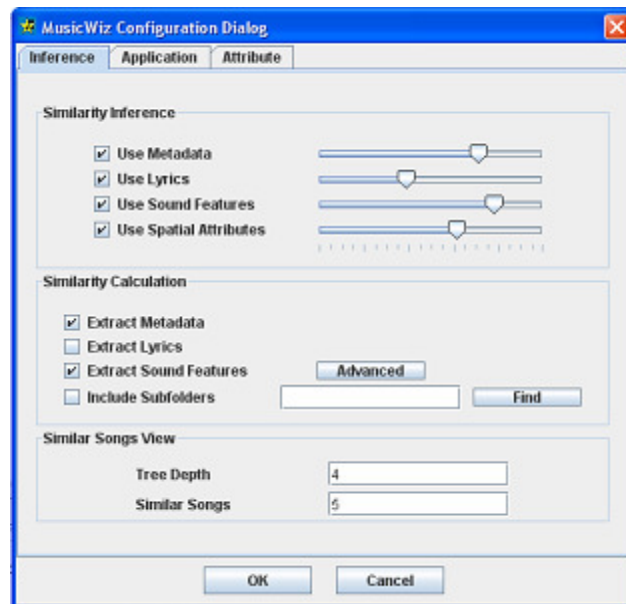 MusicWiz Configuration Dialog
Inference Application Attribute
Similarity Inference
Use Metadata
Use Lyrics
Use Sound Features
Use Spatial Attributes
Similarity Calculation
Extract Metadata
Extract Lyrics
Extract Sound Features Advanced
Include Subfolders Find
Similar Songs View
Tree Depth 4
Similar Songs 5
OK Cancel